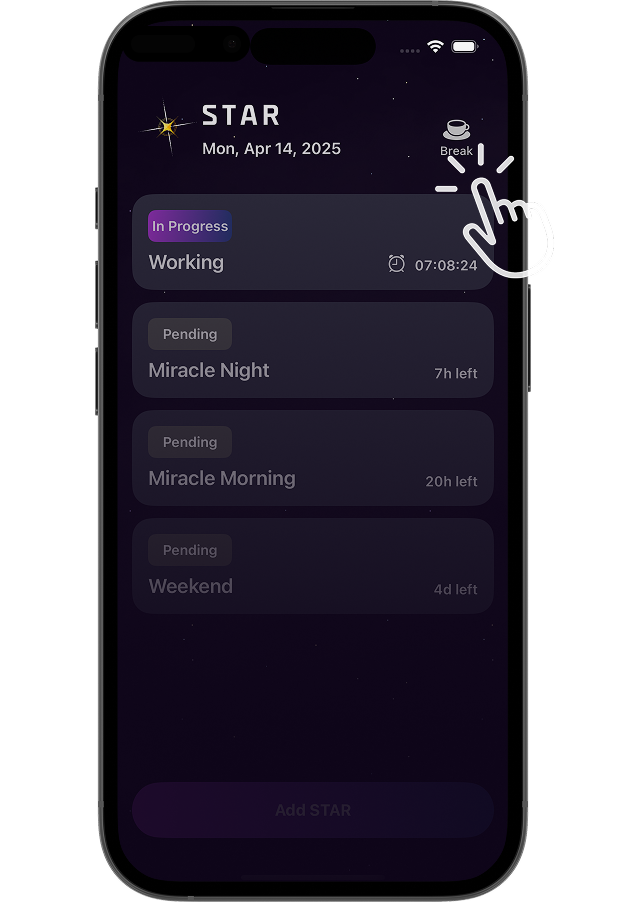 STAR
Mon, Apr 14, 2025
Break
In Progress
Working
07:08:24
Pending
Miracle Night
7h left
Pending
Miracle Morning
20h left
Pending
Weekend
4d left
Add STAR